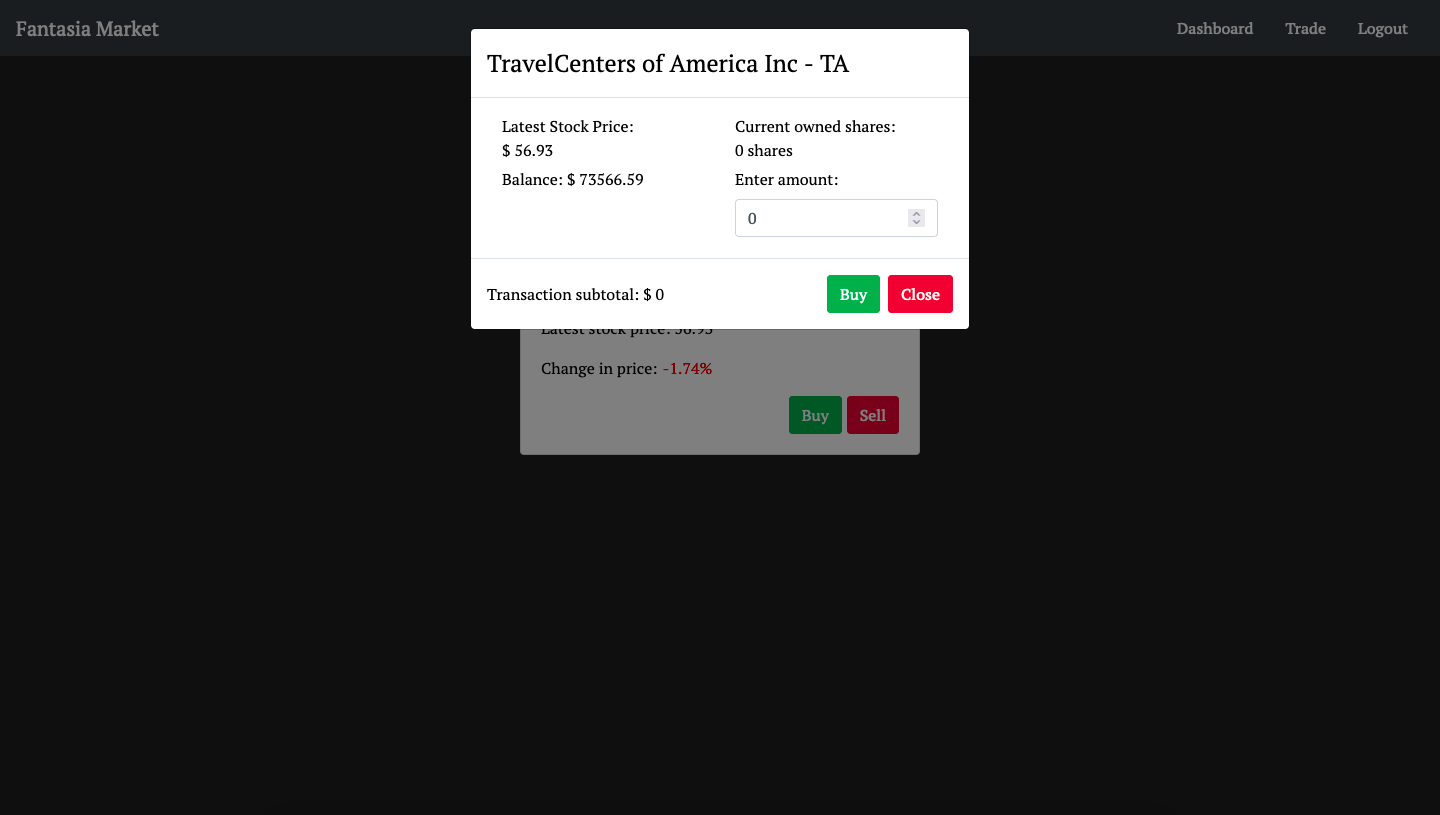 Fantasia Market
Dashboard Trade Logout
TravelCenters of America Inc - TA
Latest Stock Price:
$ 56.93
Balance: $ 73566.59
Current owned shares:
0 shares
Enter amount:
0
Transaction subtotal: $ 0
Buy Close
Latest stock price: 56.93
Change in price: -1.74%
Buy Sell